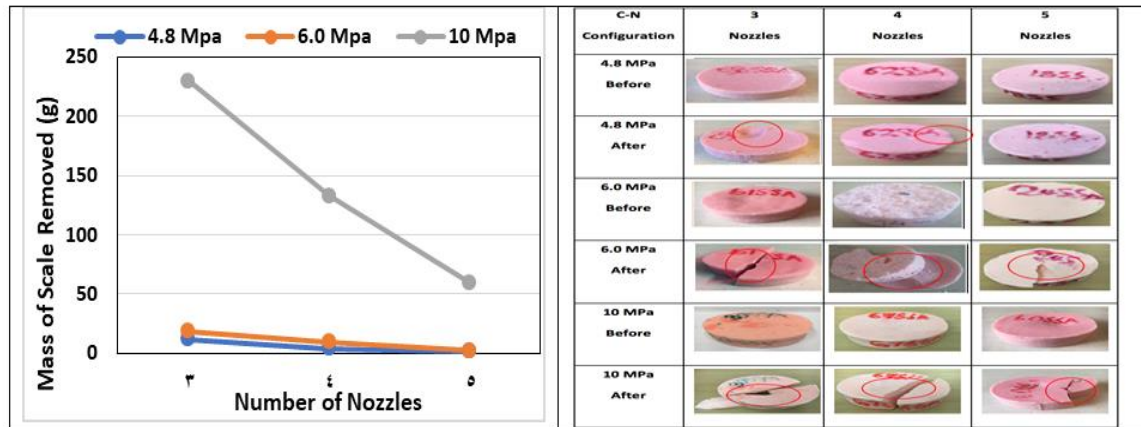 4.8 Mpa 6.0 Mpa 10 Mpa
250
200
150
100
50
0
Mass of Scale Removed (g)
٣ ٤ ٥
Number of Nozzles
C-N 3 4 5
Configuration Nozzles Nozzles Nozzles
4.8 MPa
Before
4.8 MPa
After
6.0 MPa
Before
6.0 MPa
After
10 MPa
Before
10 MPa
After